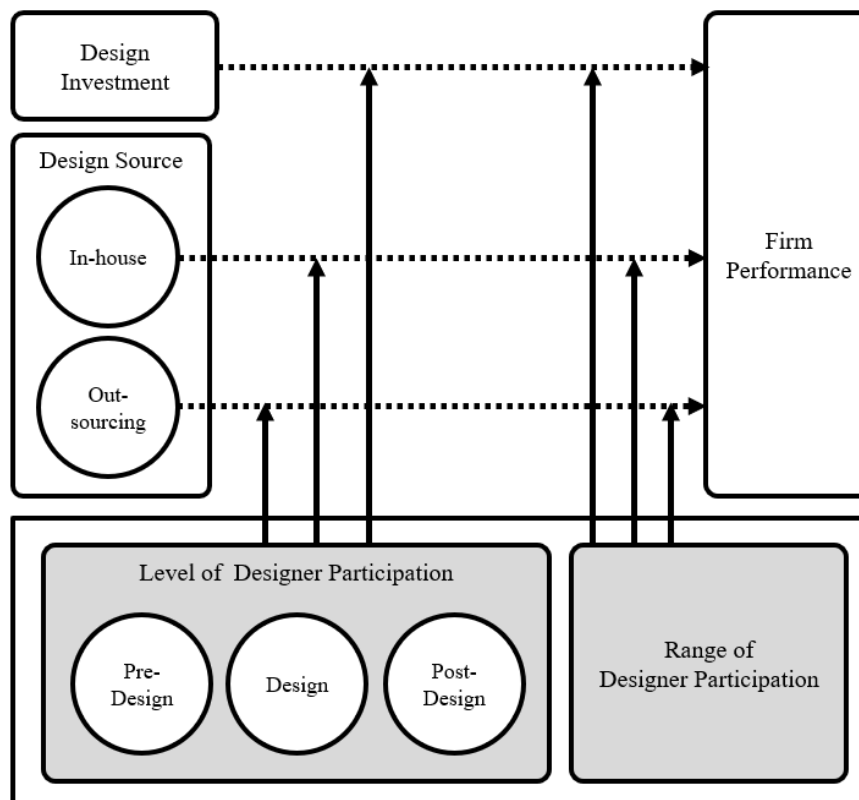 Design
Investment
Design Source
In-house
Out-
sourcing
Firm
Performance
Level of Designer Participation
Pre-
Design
Design
Post-
Design
Range of
Designer Participation